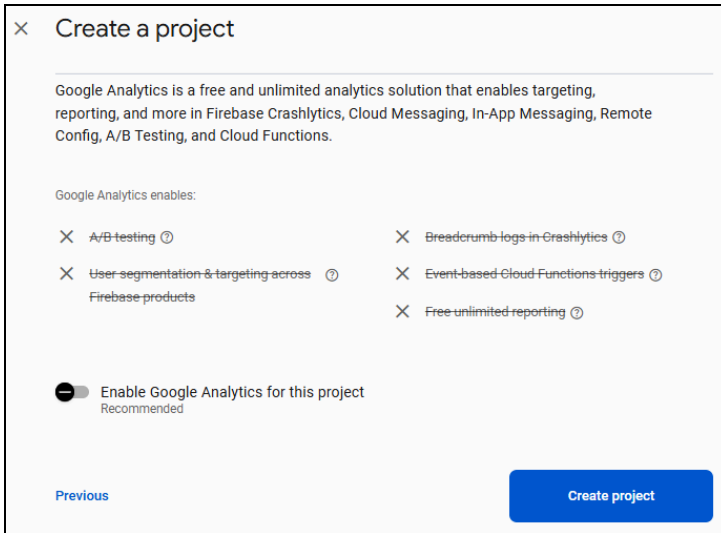 Create a project
Google Analytics is a free and unlimited analytics solution that enables targeting,
reporting, and more in Firebase Crashlytics, Cloud Messaging, In-App Messaging, Remote
Config, A/B Testing, and Cloud Functions.
Google Analytics enables:
A/B testing
User segmentation & targeting across
Firebase products
Breadcrumb logs in Crashlytics
Event-based Cloud Functions triggers
Free unlimited reporting
Enable Google Analytics for this project
Recommended
Previous
Create project